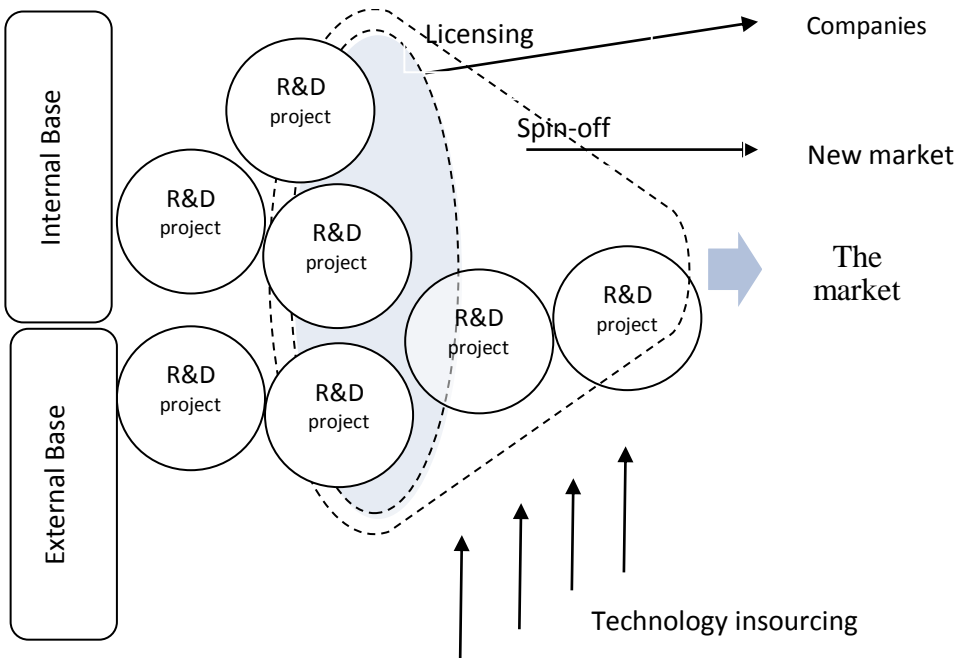 Internal Base
External Base
R&D
project
R&D
project
R&D
project
R&D
project
R&D
project
R&D
project
R&D
project
Licensing
Spin-off
Companies
New market
The
market
Technology insourcing